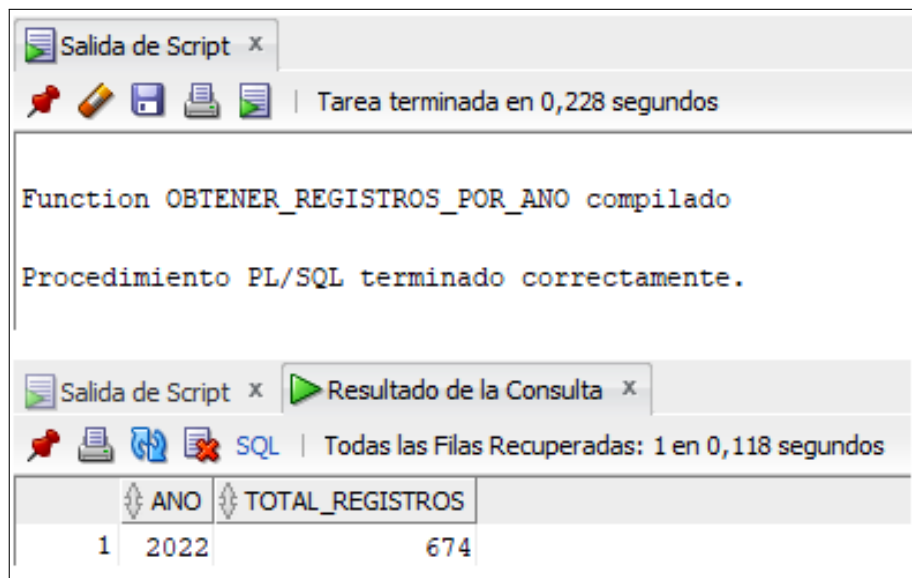 Salida de Script x
Tarea terminada en 0,228 segundos
Function OBTENER_REGISTROS_POR_ANO compilado
Procedimiento PL/SQL terminado correctamente.
Salida de Script x Resultado de la Consulta x
SQL | Todas las Filas Recuperadas: 1 en 0,118 segundos
ANO TOTAL_REGISTROS
1 2022 674